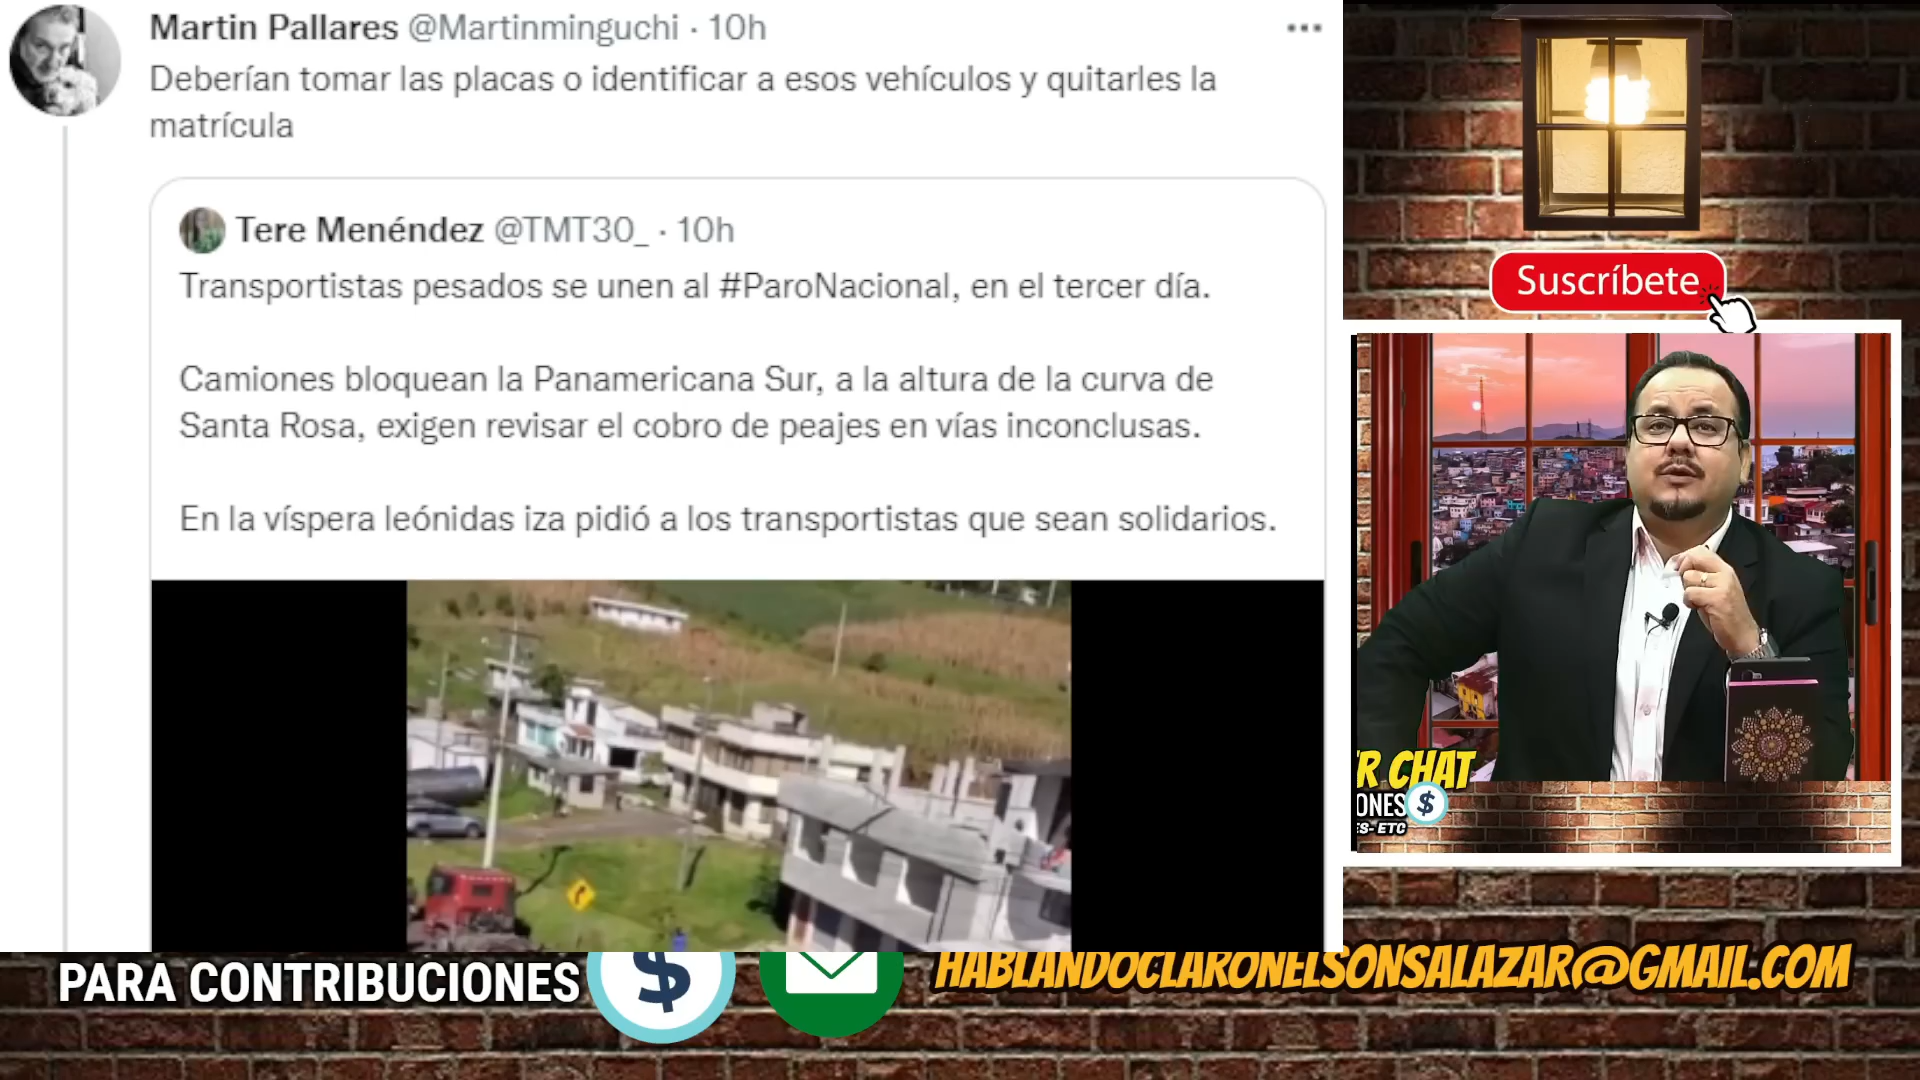 Martin Pallares @Martinminguchi · 10h
Deberían tomar las placas o identificar a esos vehículos y quitarles la
matrícula
Tere Menéndez @TMT30_ · 10h
Transportistas pesados se unen al #ParoNacional, en el tercer día.
Camiones bloquean la Panamericana Sur, a la altura de la curva de
Santa Rosa, exigen revisar el cobro de peajes en vías inconclusas.
En la víspera leónidas iza pidió a los transportistas que sean solidarios.
Suscríbete
R CHAT
ONES $
ES- ETC
PARA CONTRIBUCIONES $ HABLANDOCLARONELSONSALAZAR@GMAIL.COM